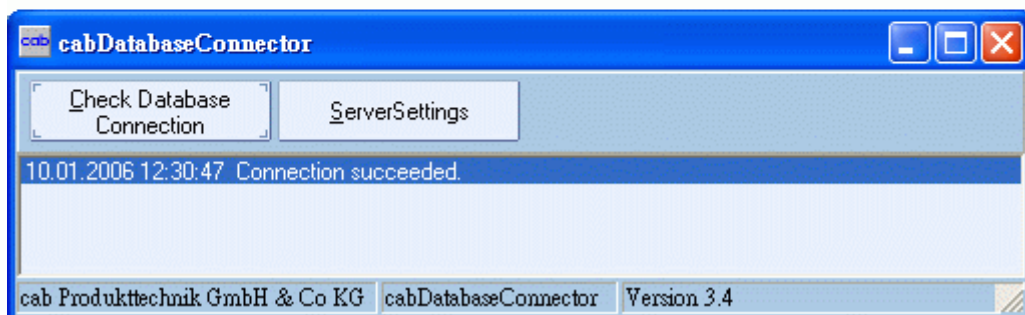 cab cabDatabaseConnector
Check Database
Connection
ServerSettings
10.01.2006 12:30:47 Connection succeeded.
cab Produkttechnik GmbH & Co KG cabDatabaseConnector Version 3.4